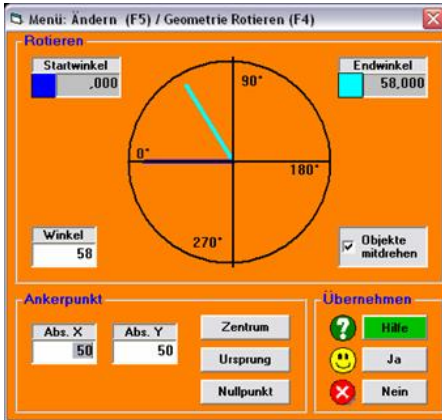 Menü: Ändern (F5) / Geometrie Rotieren (F4)
Rotieren
Startwinkel
,000
Endwinkel
58,000
90°
0°
180°
270°
Winkel
58
Objekte
mitdrehen
Ankerpunkt
Abs. X
50
Abs. Y
50
Zentrum
Ursprung
Nullpunkt
Übernehmen
Hilfe
Ja
Nein